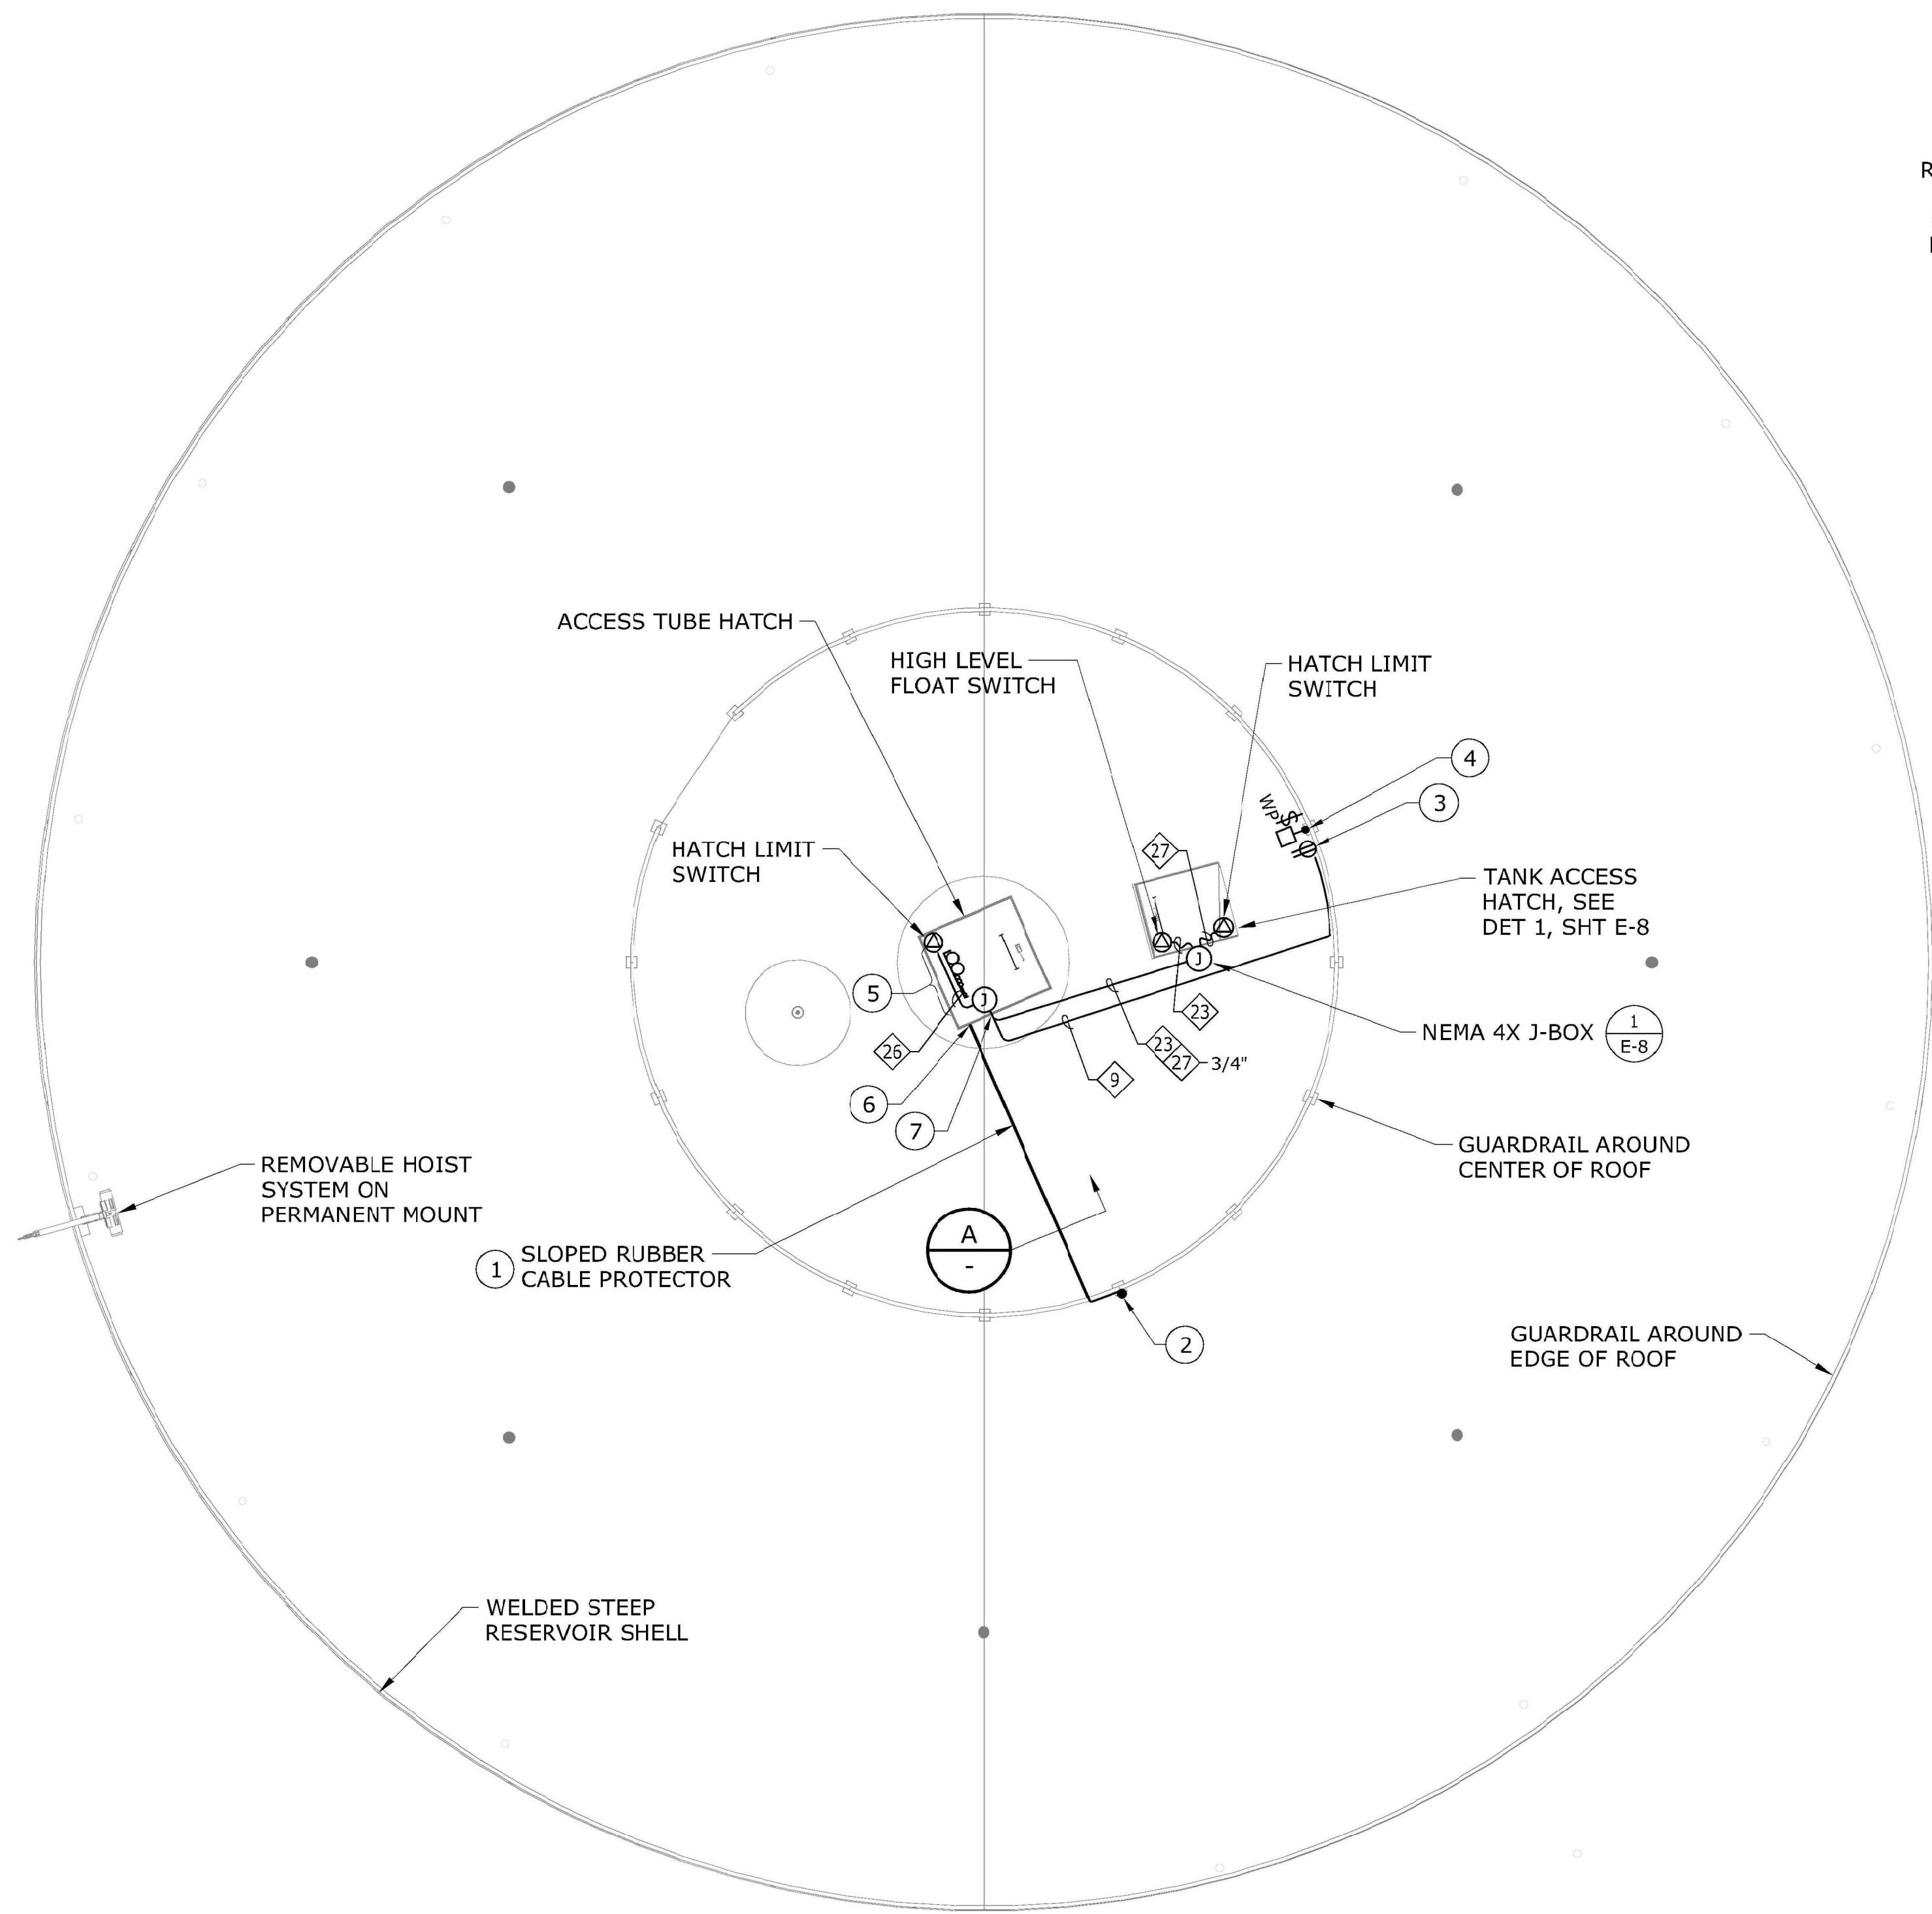 R
ACCESS TUBE HATCH
HIGH LEVEL
FLOAT SWITCH
HATCH LIMIT
SWITCH
4
3
WP
S
27
HATCH LIMIT
SWITCH
TANK ACCESS
HATCH, SEE
DET 1, SHT E-8
5
J
J
23
26
23
27
3/4"
9
NEMA 4X J-BOX
1
E-8
6
7
GUARDRAIL AROUND
CENTER OF ROOF
REMOVABLE HOIST
SYSTEM ON
PERMANENT MOUNT
A
-
1
SLOPED RUBBER
CABLE PROTECTOR
2
GUARDRAIL AROUND
EDGE OF ROOF
WELDED STEEP
RESERVOIR SHELL